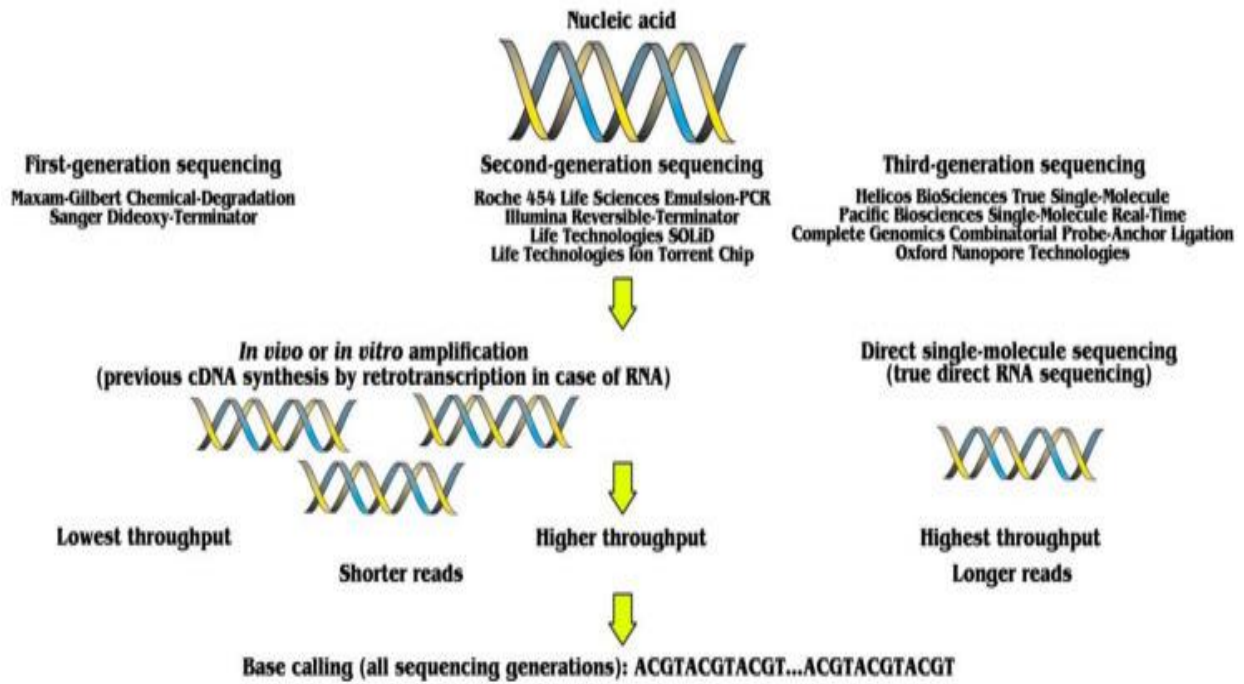 Nucleic acid
First-generation sequencing
Maxam-Gilbert Chemical-Degradation
Sanger Dideoxy-Terminator
Second-generation sequencing
Roche 454 Life Sciences Emulsion-PCR
Illumina Reversible-Terminator
Life Technologies SOLiD
Life Technologies Ion Torrent Chip
Third-generation sequencing
Helicos BioSciences True Single-Molecule
Pacific Biosciences Single-Molecule Real-Time
Complete Genomics Combinatorial Probe-Anchor Ligation
Oxford Nanopore Technologies
In vivo or in vitro amplification
(previous cDNA synthesis by retrotranscription in case of RNA)
Direct single-molecule sequencing
(true direct RNA sequencing)
Lowest throughput
Higher throughput
Highest throughput
Shorter reads
Longer reads
Base calling (all sequencing generations): ACGTACGTACGT...ACGTACGTACGT